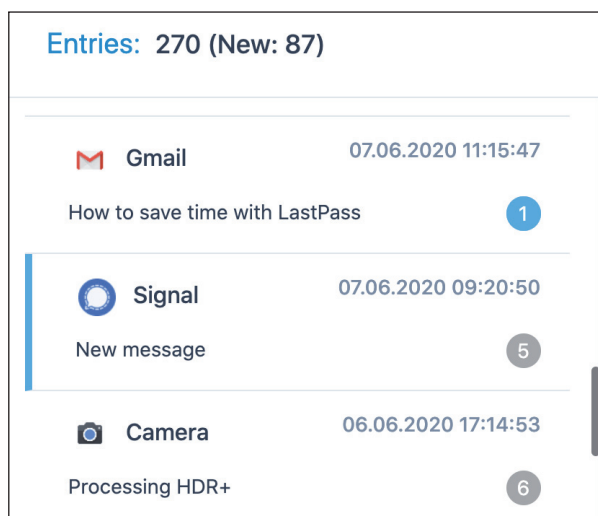 Entries: 270 (New: 87)
Gmail 07.06.2020 11:15:47
How to save time with LastPass 1
Signal 07.06.2020 09:20:50
New message 5
Camera 06.06.2020 17:14:53
Processing HDR+ 6